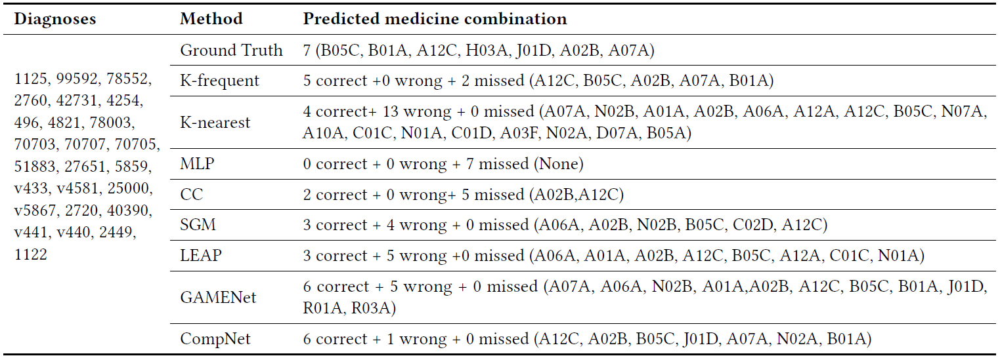 Diagnoses Method Predicted medicine combination
Ground Truth 7 (B05C, B01A, A12C, H03A, J01D, A02B, A07A)
1125, 99592, 78552,
2760, 42731, 4254,
496, 4821, 78003,
70703, 70707, 70705,
51883, 27651, 5859,
v433, v4581, 25000,
v5867, 2720, 40390,
v441, v440, 2449,
1122
K-frequent 5 correct +0 wrong + 2 missed (A12C, B05C, A02B, A07A, B01A)
K-nearest 4 correct+ 13 wrong + 0 missed (A07A, N02B, A01A, A02B, A06A, A12A, A12C, B05C, N07A,
A10A, C01C, N01A, C01D, A03F, N02A, D07A, B05A)
MLP 0 correct + 0 wrong + 7 missed (None)
CC 2 correct + 0 wrong+ 5 missed (A02B,A12C)
SGM 3 correct + 4 wrong + 0 missed (A06A, A02B, N02B, B05C, C02D, A12C)
LEAP 3 correct + 5 wrong +0 missed (A06A, A01A, A02B, A12C, B05C, A12A, C01C, N01A)
GAMENet 6 correct + 5 wrong + 0 missed (A07A, A06A, N02B, A01A,A02B, A12C, B05C, B01A, J01D,
R01A, R03A)
CompNet 6 correct + 1 wrong + 0 missed (A12C, A02B, B05C, J01D, A07A, N02A, B01A)